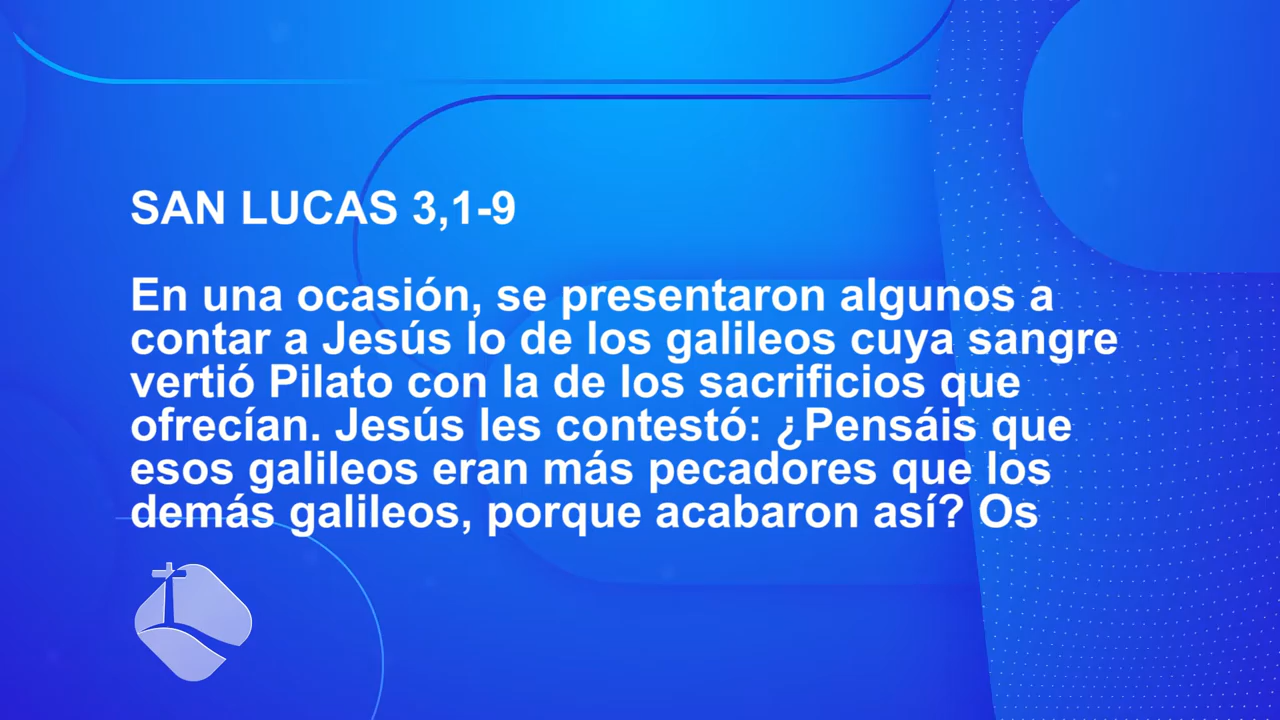 SAN LUCAS 3,1-9
En una ocasión, se presentaron algunos a
contar a Jesús lo de los galileos cuya sangre
vertió Pilato con la de los sacrificios que
ofrecían. Jesús les contestó: ¿Pensáis que
esos galileos eran más pecadores que los
demás galileos, porque acabaron así? Os